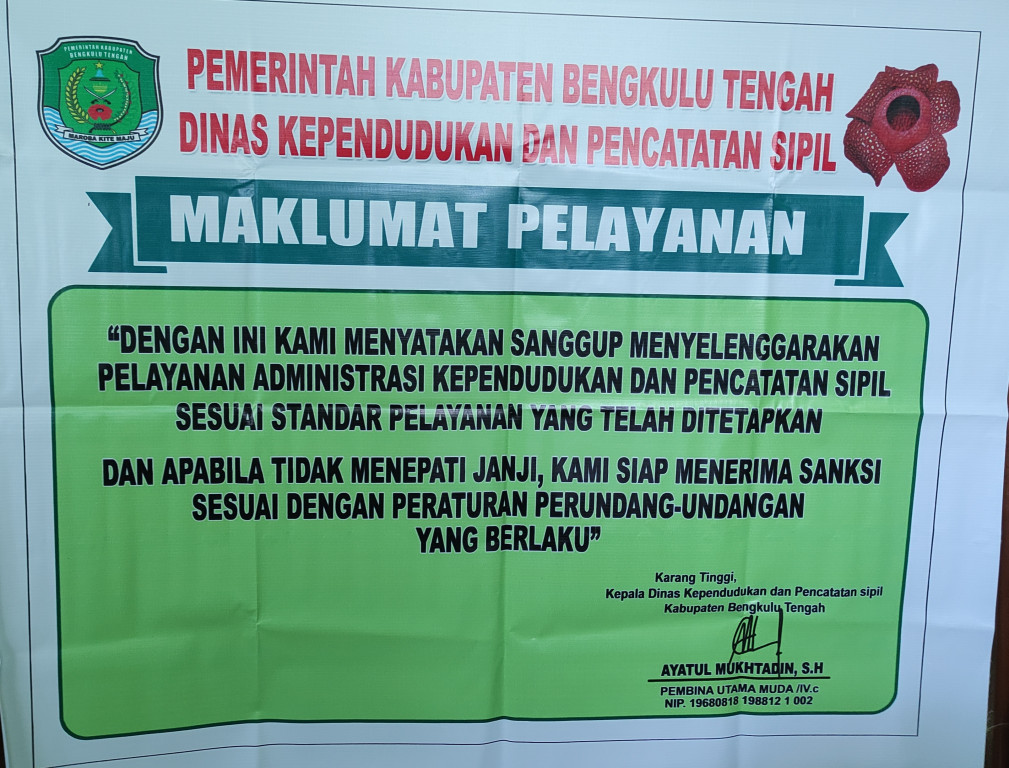 PEMERINTAH KABUPATEN
BENGKULU TENGAH
MAROBA KITE MAJU
PEMERINTAH KABUPATEN BENGKULU TENGAH
DINAS KEPENDUDUKAN DAN PENCATATAN SIPIL
MAKLUMAT PELAYANAN
“DENGAN INI KAMI MENYATAKAN SANGGUP MENYELENGGARAKAN
PELAYANAN ADMINISTRASI KEPENDUDUKAN DAN PENCATATAN SIPIL
SESUAI STANDAR PELAYANAN YANG TELAH DITETAPKAN
DAN APABILA TIDAK MENEPATI JANJI, KAMI SIAP MENERIMA SANKSI
SESUAI DENGAN PERATURAN PERUNDANG-UNDANGAN
YANG BERLAKU”
Karang Tinggi,
Kepala Dinas Kependudukan dan Pencatatan sipil
Kabupaten Bengkulu Tengah
AYATUL MUKHTADIN, S.H
PEMBINA UTAMA MUDA /IV.c
NIP. 19680818 198812 1 002